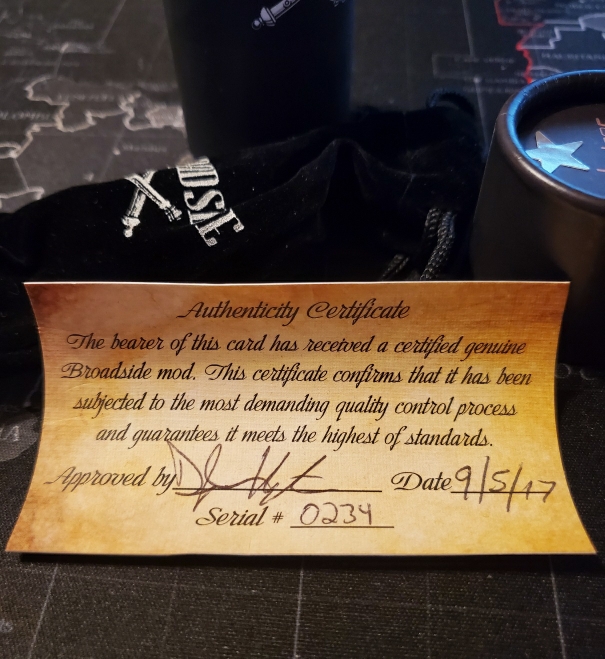 Authenticity Certificate
The bearer of this card has received a certified genuine
Broadside mod. This certificate confirms that it has been
subjected to the most demanding quality control process
and guarantees it meets the highest of standards.
Approved by Date 9/5/17
Serial # 0234